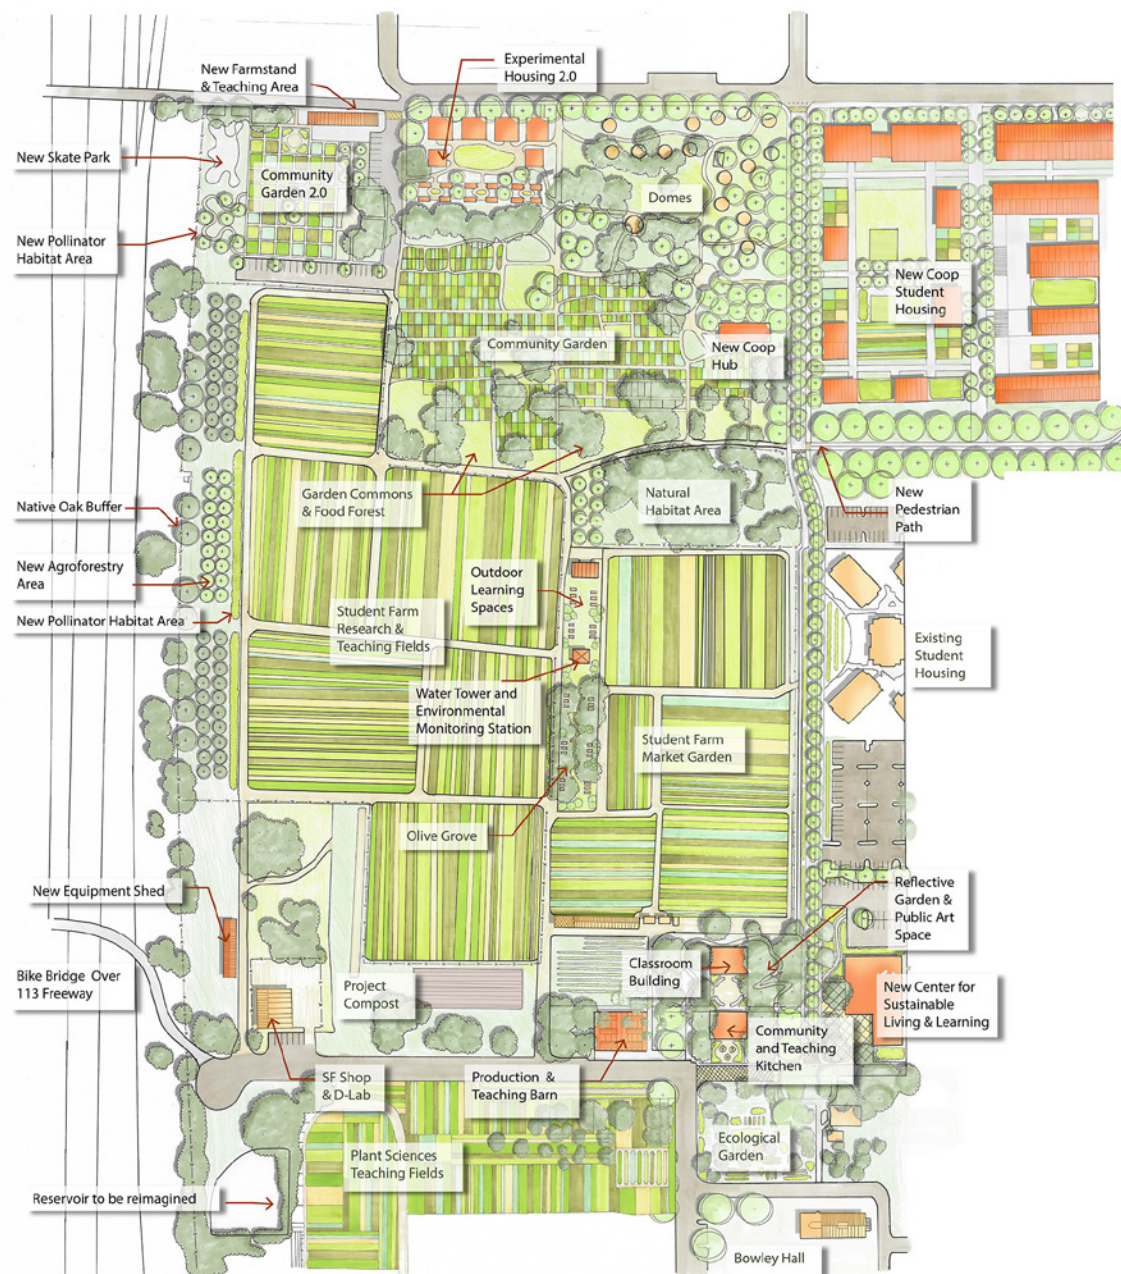 Experimental
Housing 2.0
New Farmstand
& Teaching Area
New Skate Park
Community
Garden 2.0
Domes
New Pollinator
Habitat Area
New Coop
Student
Housing
Community Garden
New Coop
Hub
Garden Commons
& Food Forest
Natural
Habitat Area
New
Pedestrian
Path
Native Oak Buffer
New Agroforestry
Area
Outdoor
Learning
Spaces
New Pollinator Habitat Area
Student Farm
Research &
Teaching Fields
Existing
Student
Housing
Water Tower and
Environmental
Monitoring Station
Student Farm
Market Garden
Olive Grove
New Equipment Shed
Reflective
Garden &
Public Art
Space
Bike Bridge Over
113 Freeway
Project
Compost
Classroom
Building
New Center for
Sustainable
Living & Learning
Community
and Teaching
Kitchen
SF Shop
& D-Lab
Production &
Teaching Barn
Plant Sciences
Teaching Fields
Ecological
Garden
Reservoir to be reimagined
Bowley Hall